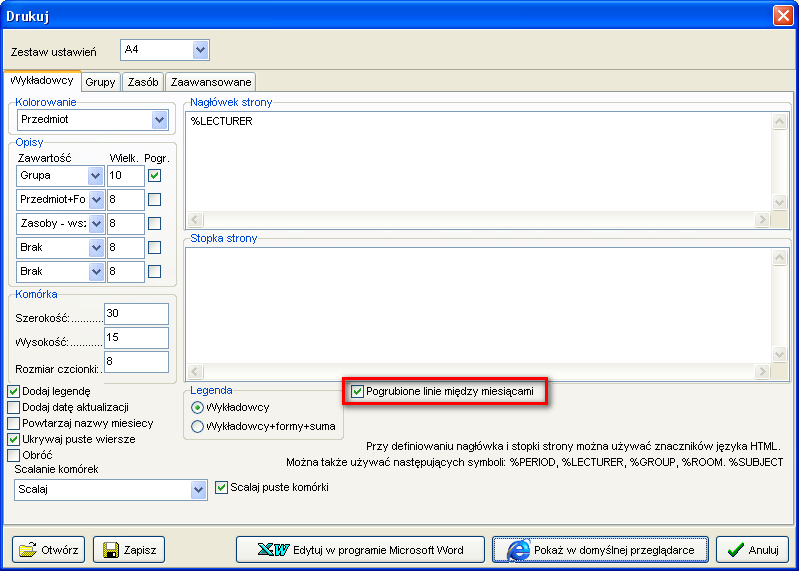 Drukuj
Zestaw ustawień A4
Wykładowcy Grupy Zasób Zaawansowane
Kolorowanie
Przedmiot
Opisy
Zawartość Wielk. Pogr.
Grupa 10
Przedmiot+Fo 8
Zasoby - wsz 8
Brak 8
Brak 8
Komórka
Szerokość:........... 30
Wysokość:........... 15
Rozmiar czcionki:. 8
Nagłówek strony
%LECTURER
Stopka strony
Dodaj legendę
Dodaj datę aktualizacji
Powtarzaj nazwy miesiecy
Ukrywaj puste wiersze
Obróć
Scalanie komórek
Scalaj
Scalaj puste komórki
Legenda
Wykładowcy
Wykładowcy+formy+suma
Pogrubione linie między miesiącami
Przy definiowaniu nagłówka i stopki strony można używać znaczników języka HTML.
Można także używać następujących symboli: %PERIOD, %LECTURER, %GROUP, %ROOM. %SUBJECT
Otwórz Zapisz Edytuj w programie Microsoft Word Pokaż w domyślnej przeglądarce Anuluj